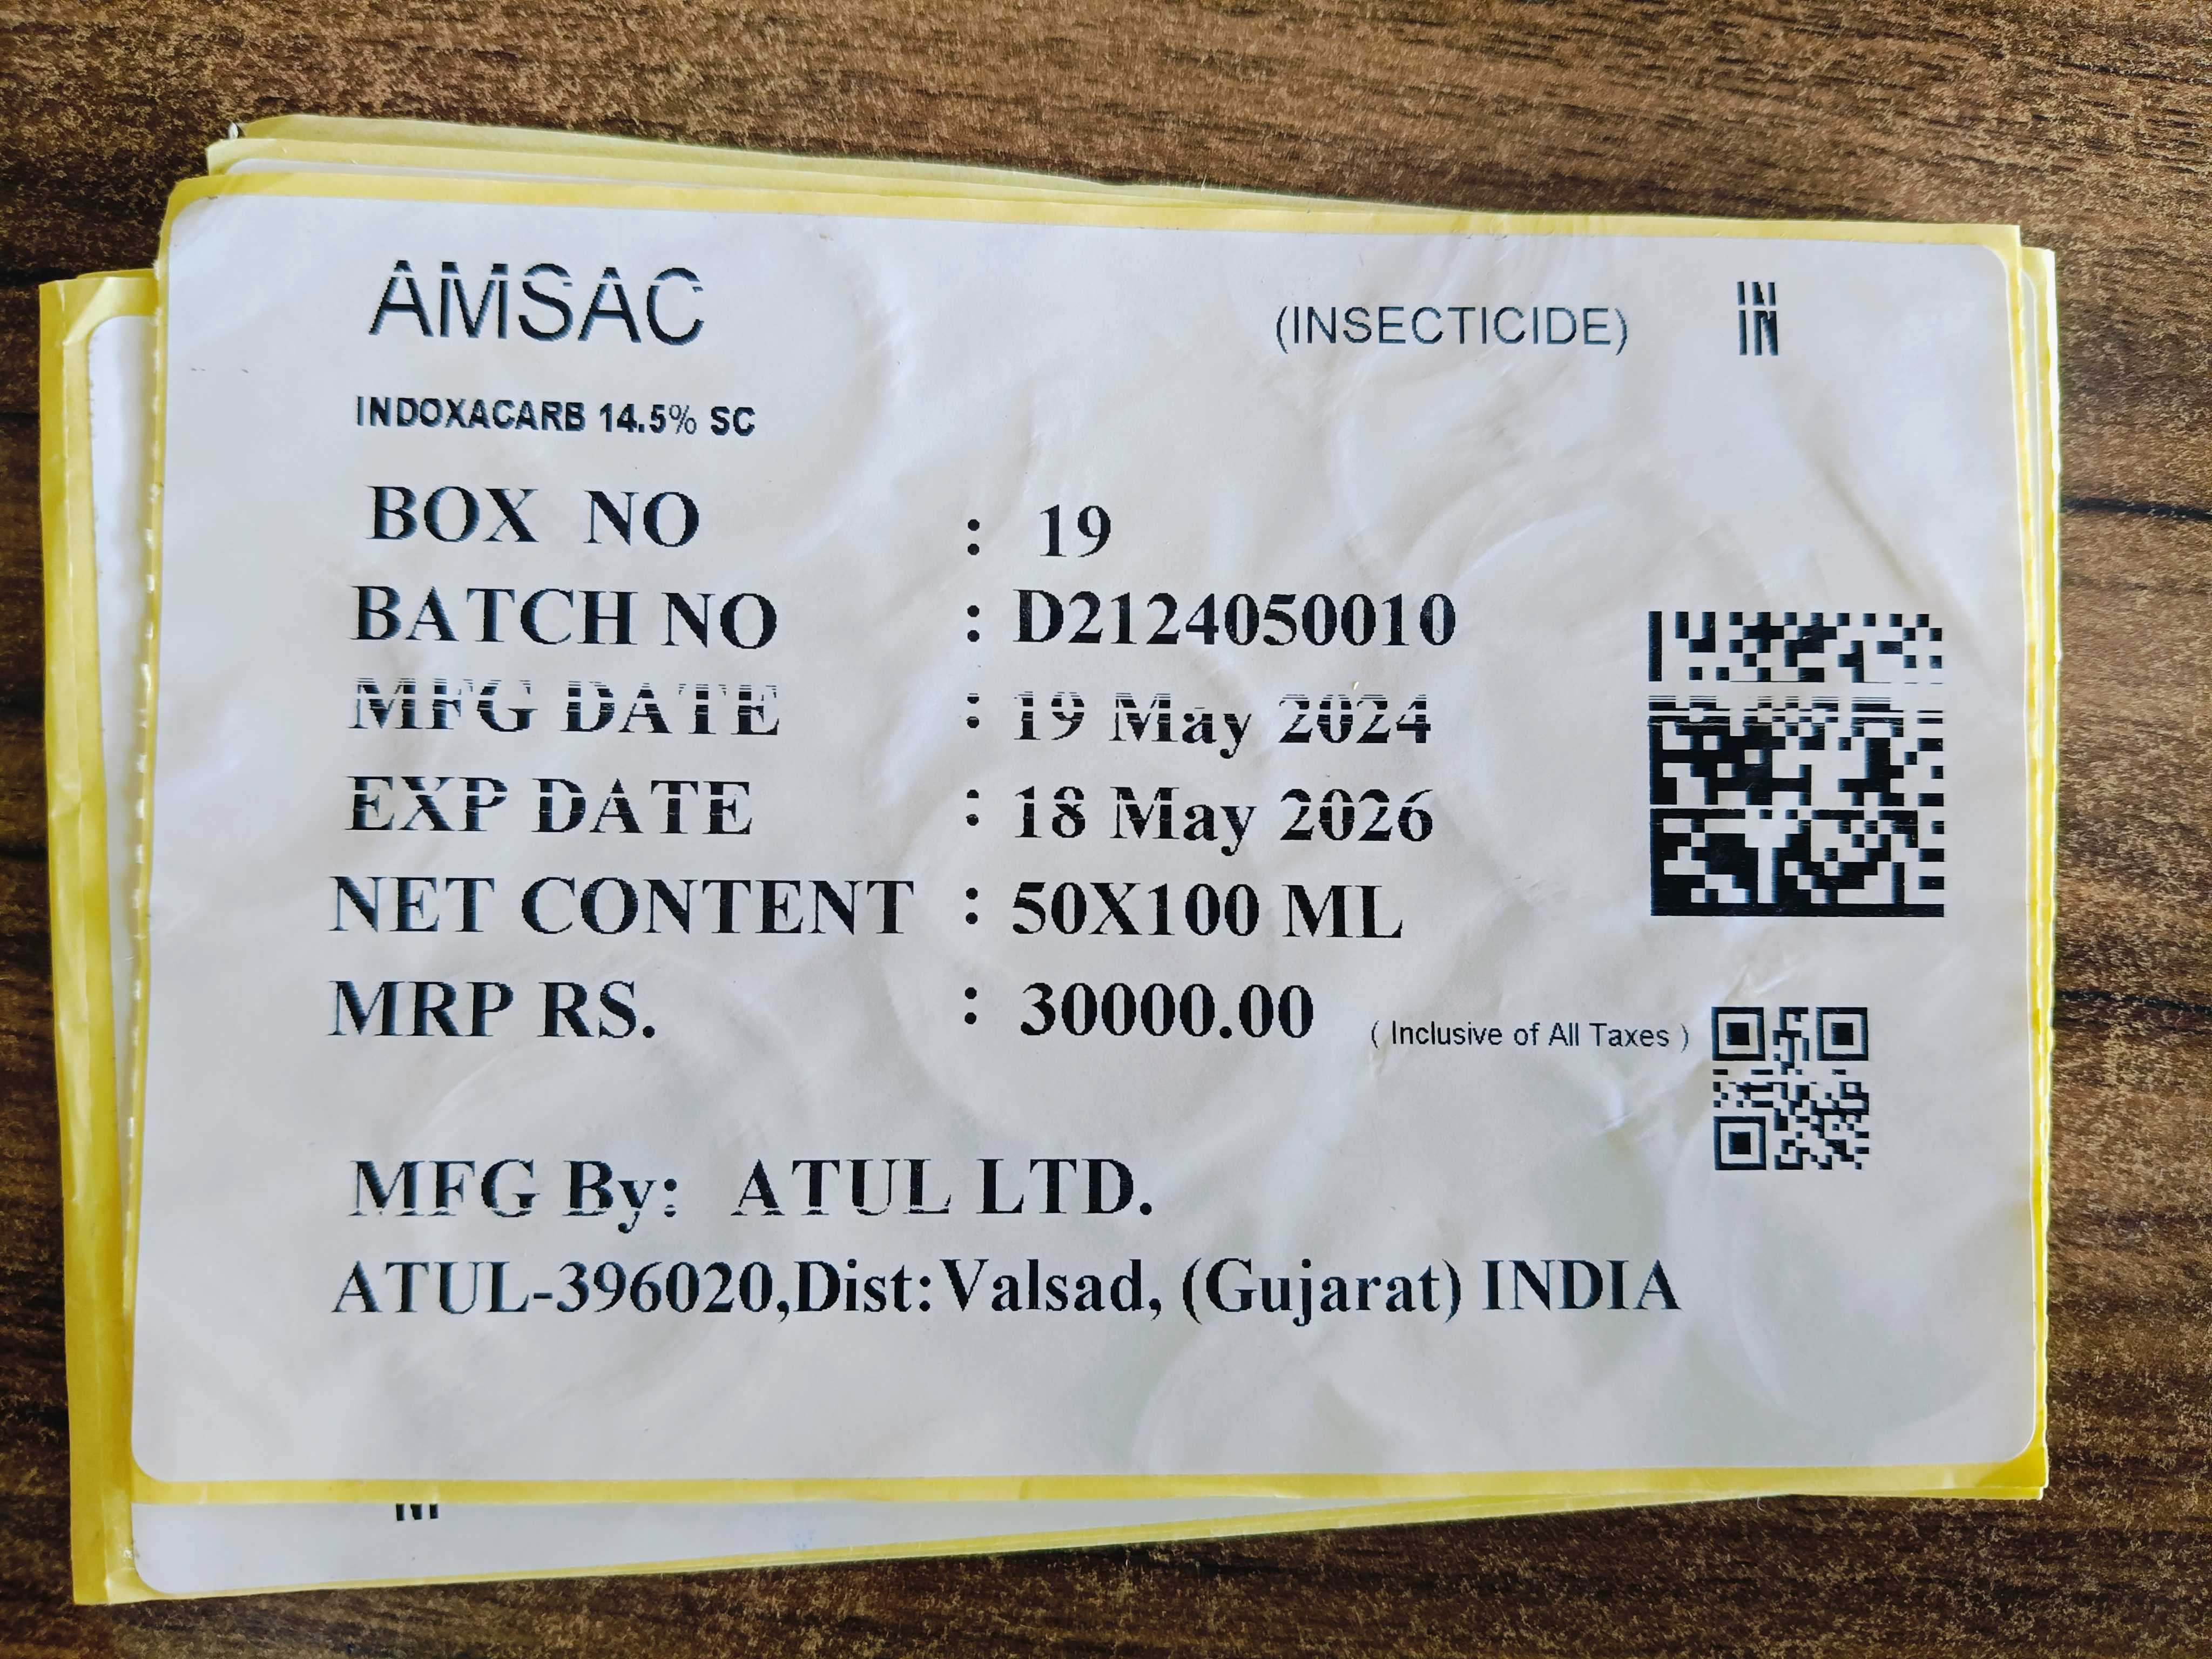 AMSAC (INSECTICIDE) IN
INDOXACARB 14.5% SC
BOX NO : 19
BATCH NO : D2124050010
MFG DATE : 19 May 2024
EXP DATE : 18 May 2026
NET CONTENT : 50X100 ML
MRP RS. : 30000.00 ( Inclusive of All Taxes )
MFG By: ATUL LTD.
ATUL-396020,Dist:Valsad, (Gujarat) INDIA